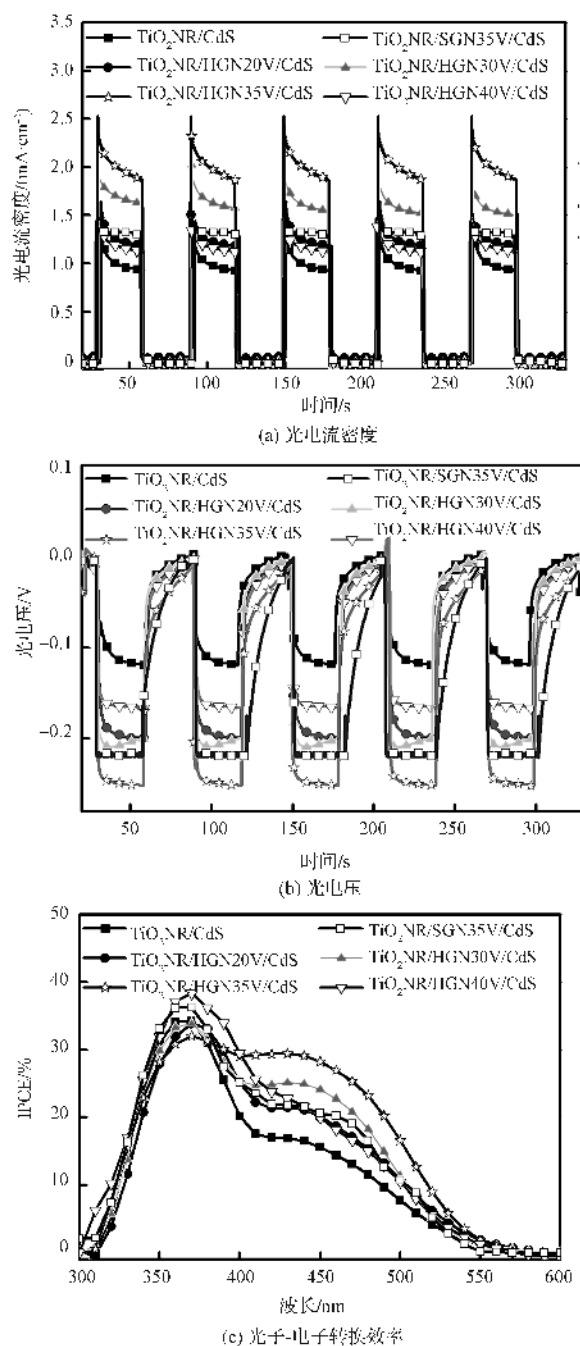 3.5
TiO₂NR/CdS
TiO₂NR/SGN35V/CdS
3.0
TiO₂NR/HGN20V/CdS
TiO₂NR/HGN30V/CdS
TiO₂NR/HGN35V/CdS
TiO₂NR/HGN40V/CdS
2.5
2.0
1.5
1.0
0.5
0
光电流密度/(mA·cm⁻²)
50 100 150 200 250 300
时间/s
(a) 光电流密度
0.1
TiO₂NR/CdS
TiO₂NR/SGN35V/CdS
TiO₂NR/HGN20V/CdS
TiO₂NR/HGN30V/CdS
TiO₂NR/HGN35V/CdS
TiO₂NR/HGN40V/CdS
0.0
−0.1
−0.2
光电压/V
50 100 150 200 250 300
时间/s
(b) 光电压
50
TiO₂NR/CdS
TiO₂NR/SGN35V/CdS
TiO₂NR/HGN20V/CdS
TiO₂NR/HGN30V/CdS
40
TiO₂NR/HGN35V/CdS
TiO₂NR/HGN40V/CdS
30
20
10
0
IPCE/%
300 350 400 450 500 550 600
波长/nm
(c) 光子-电子转换效率